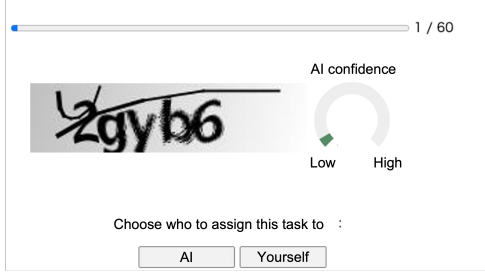 1 / 60
AI confidence
2gyb6
Low High
Choose who to assign this task to :
AI Yourself